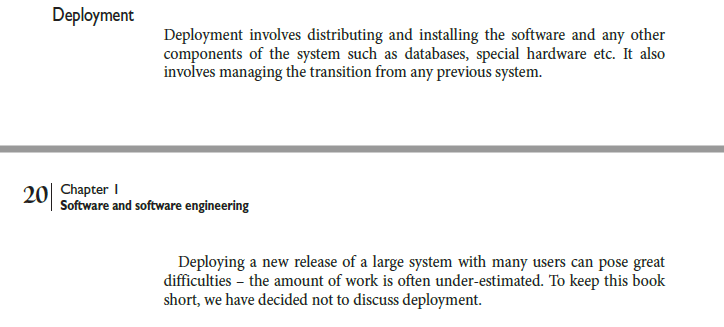 Deployment
Deployment involves distributing and installing the software and any other
components of the system such as databases, special hardware etc. It also
involves managing the transition from any previous system.
20
Chapter 1
Software and software engineering
Deploying a new release of a large system with many users can pose great
difficulties – the amount of work is often under-estimated. To keep this book
short, we have decided not to discuss deployment.